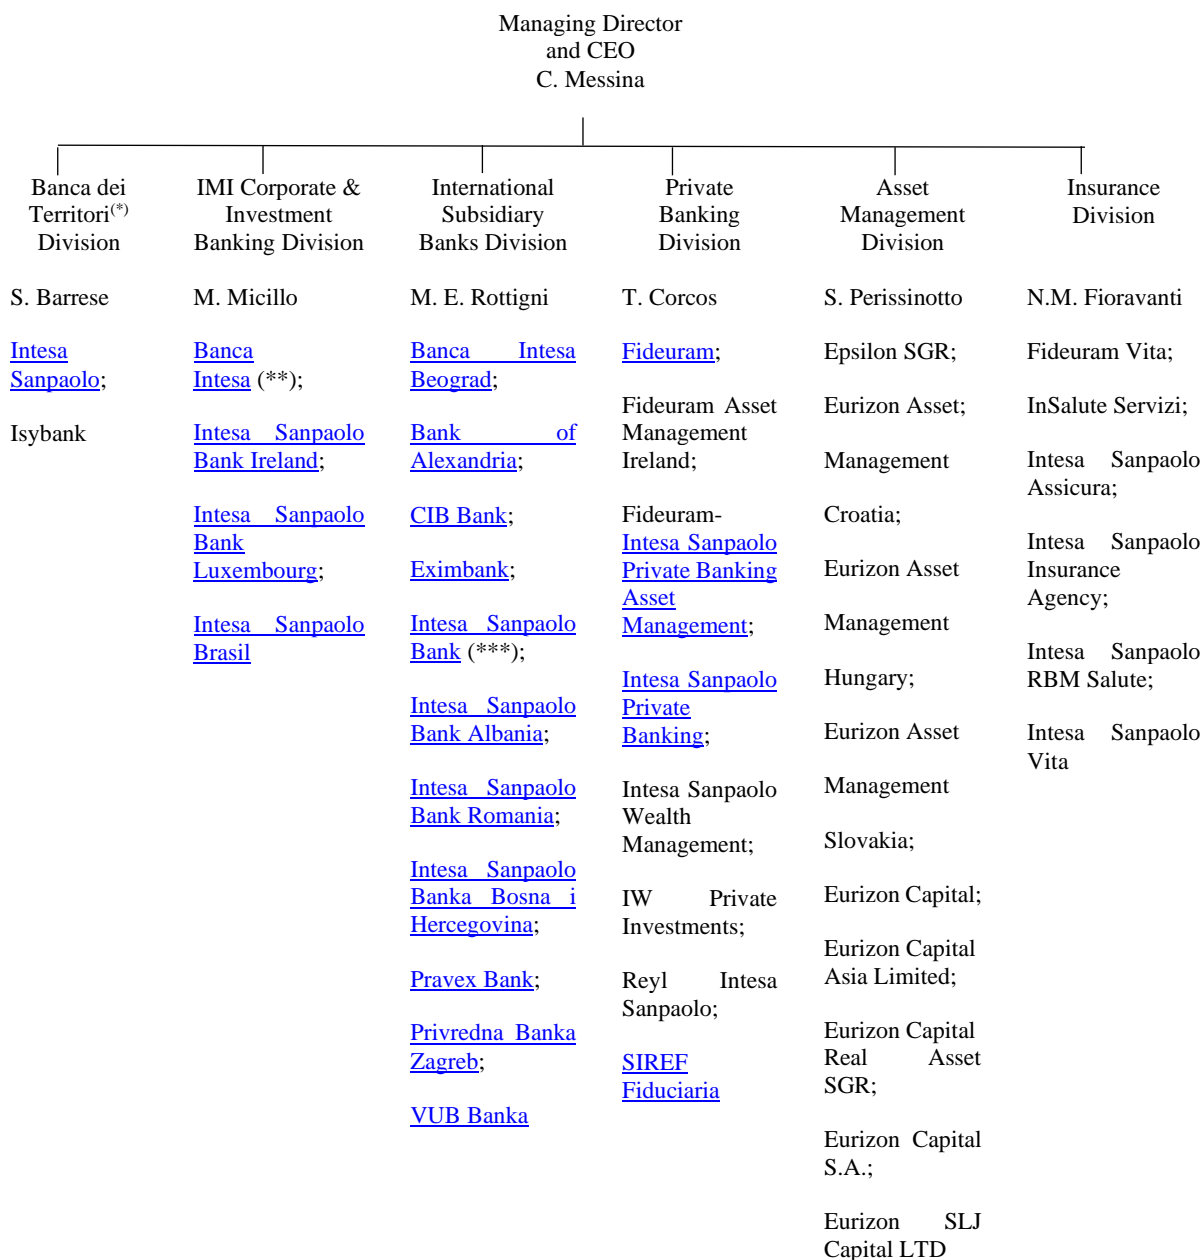 Managing Director
and CEO
C. Messina
Banca dei
Territori(*)
Division
S. Barrese
Intesa
Sanpaolo;
Isybank
IMI Corporate &
Investment
Banking Division
M. Micillo
Banca
Intesa (**);
Intesa Sanpaolo
Bank Ireland;
Intesa Sanpaolo
Bank
Luxembourg;
Intesa Sanpaolo
Brasil
International
Subsidiary
Banks Division
M. E. Rottigni
Banca Intesa
Beograd;
Bank of
Alexandria;
CIB Bank;
Eximbank;
Intesa Sanpaolo
Bank (***);
Intesa Sanpaolo
Bank Albania;
Intesa Sanpaolo
Bank Romania;
Intesa Sanpaolo
Banka Bosna i
Hercegovina;
Pravex Bank;
Privredna Banka
Zagreb;
VUB Banka
Private
Banking
Division
T. Corcos
Fideuram;
Fideuram Asset
Management
Ireland;
Fideuram-
Intesa Sanpaolo
Private Banking
Asset
Management;
Intesa Sanpaolo
Private
Banking;
Intesa Sanpaolo
Wealth
Management;
IW Private
Investments;
Reyl Intesa
Sanpaolo;
SIREF
Fiduciaria
Asset
Management
Division
S. Perissinotto
Epsilon SGR;
Eurizon Asset;
Management
Croatia;
Eurizon Asset
Management
Hungary;
Eurizon Asset
Management
Slovakia;
Eurizon Capital;
Eurizon Capital
Asia Limited;
Eurizon Capital
Real Asset
SGR;
Eurizon Capital
S.A.;
Eurizon SLJ
Capital LTD
Insurance
Division
N.M. Fioravanti
Fideuram Vita;
InSalute Servizi;
Intesa Sanpaolo
Assicura;
Intesa Sanpaolo
Insurance
Agency;
Intesa Sanpaolo
RBM Salute;
Intesa Sanpaolo
Vita